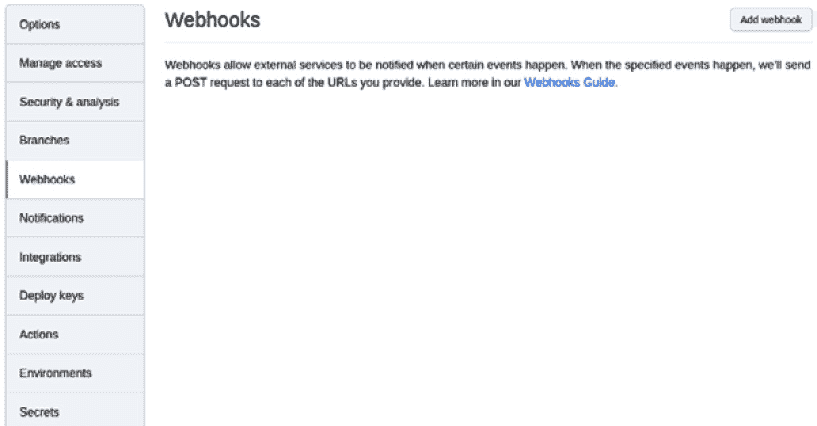 Options
Manage access
Security & analysis
Branches
Webhooks
Notifications
Integrations
Deploy keys
Actions
Environments
Secrets
Webhooks
Add webhook
Webhooks allow external services to be notified when certain events happen. When the specified events happen, we'll send
a POST request to each of the URLs you provide. Learn more in our Webhooks Guide.